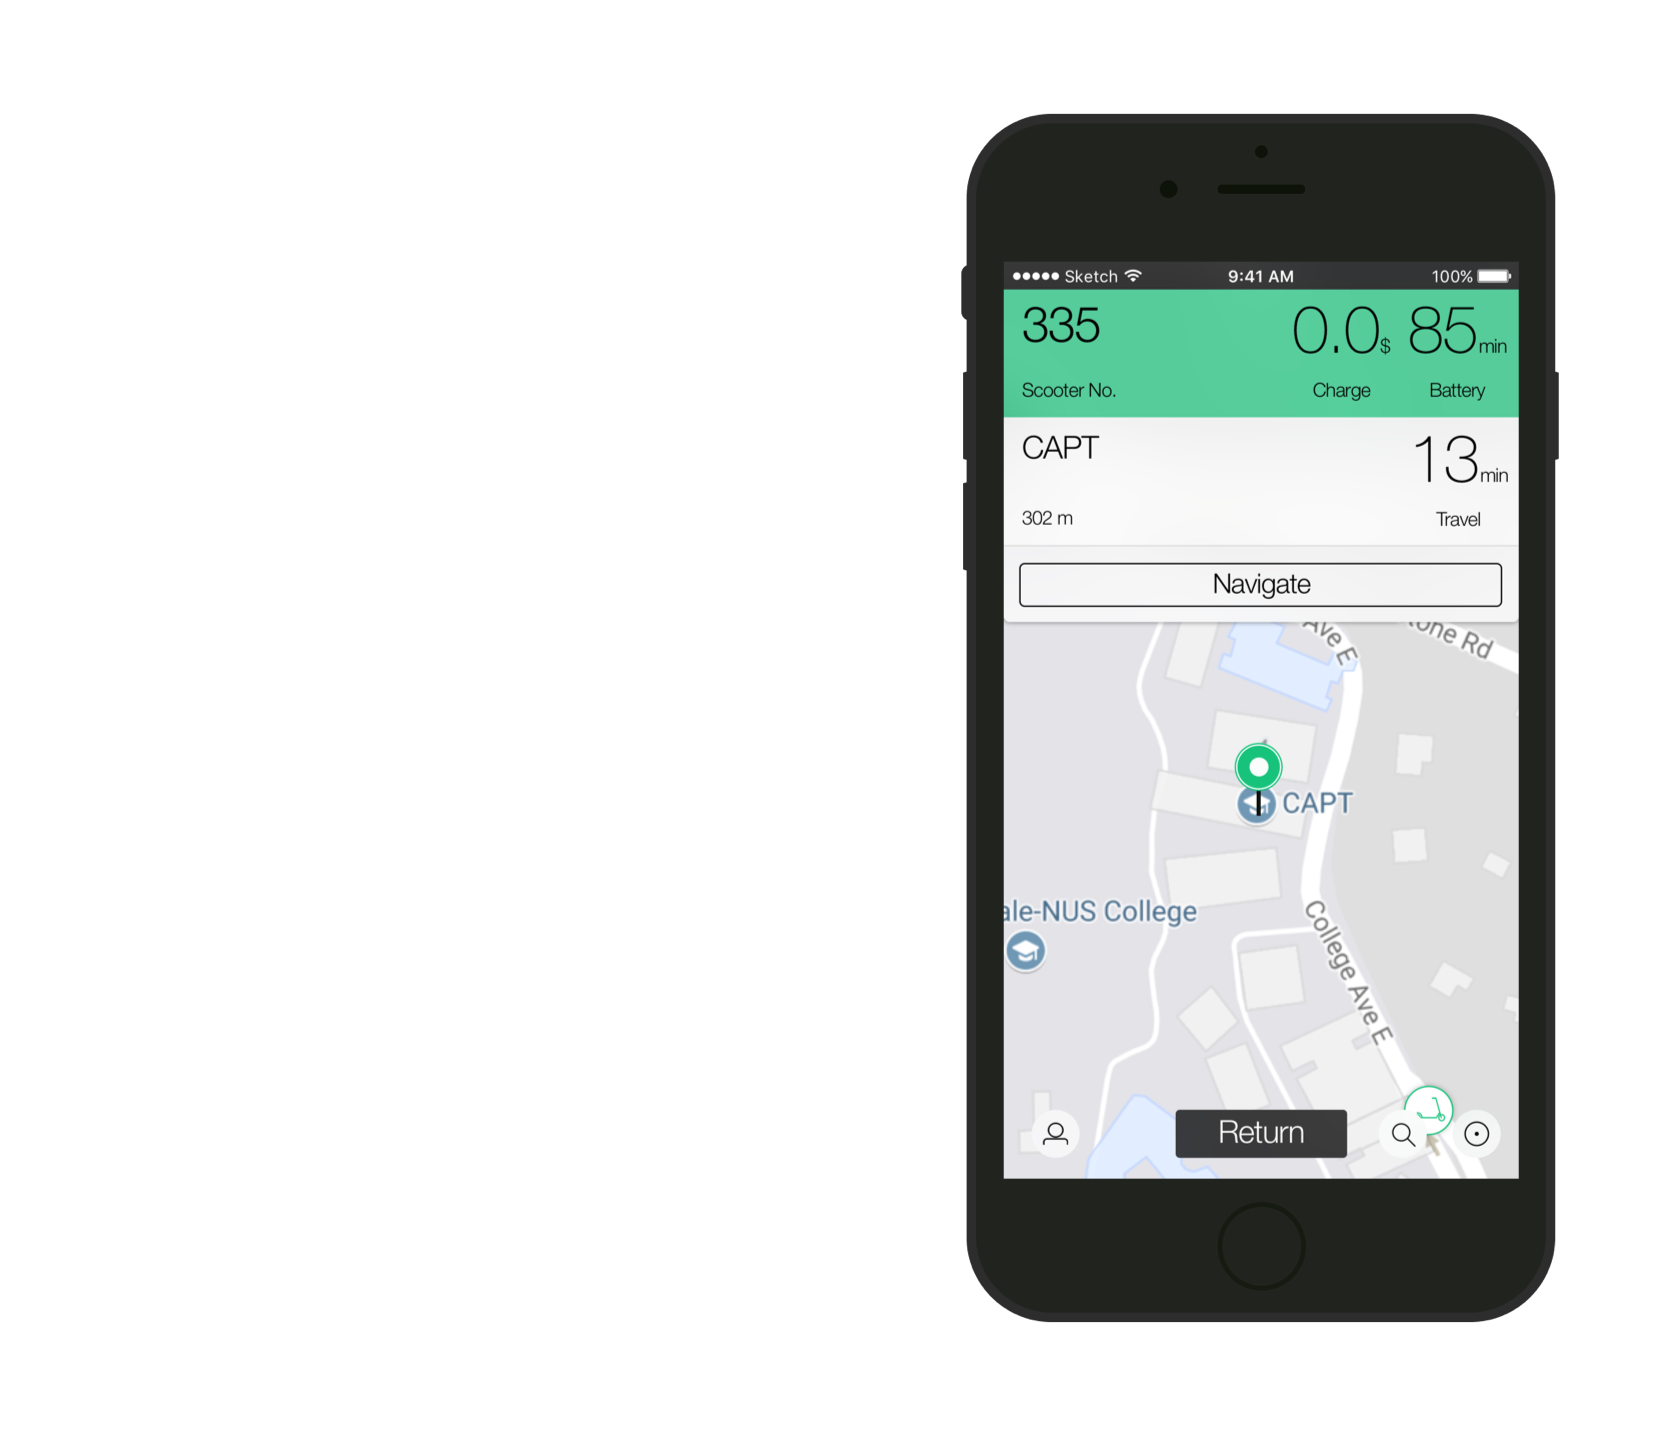 Sketch 9:41 AM 100%
335 0.0$ 85min
Scooter No. Charge Battery
CAPT 13min
302 m Travel
Navigate
Ave E
Rd
CAPT
ale-NUS College
College Ave E
Return